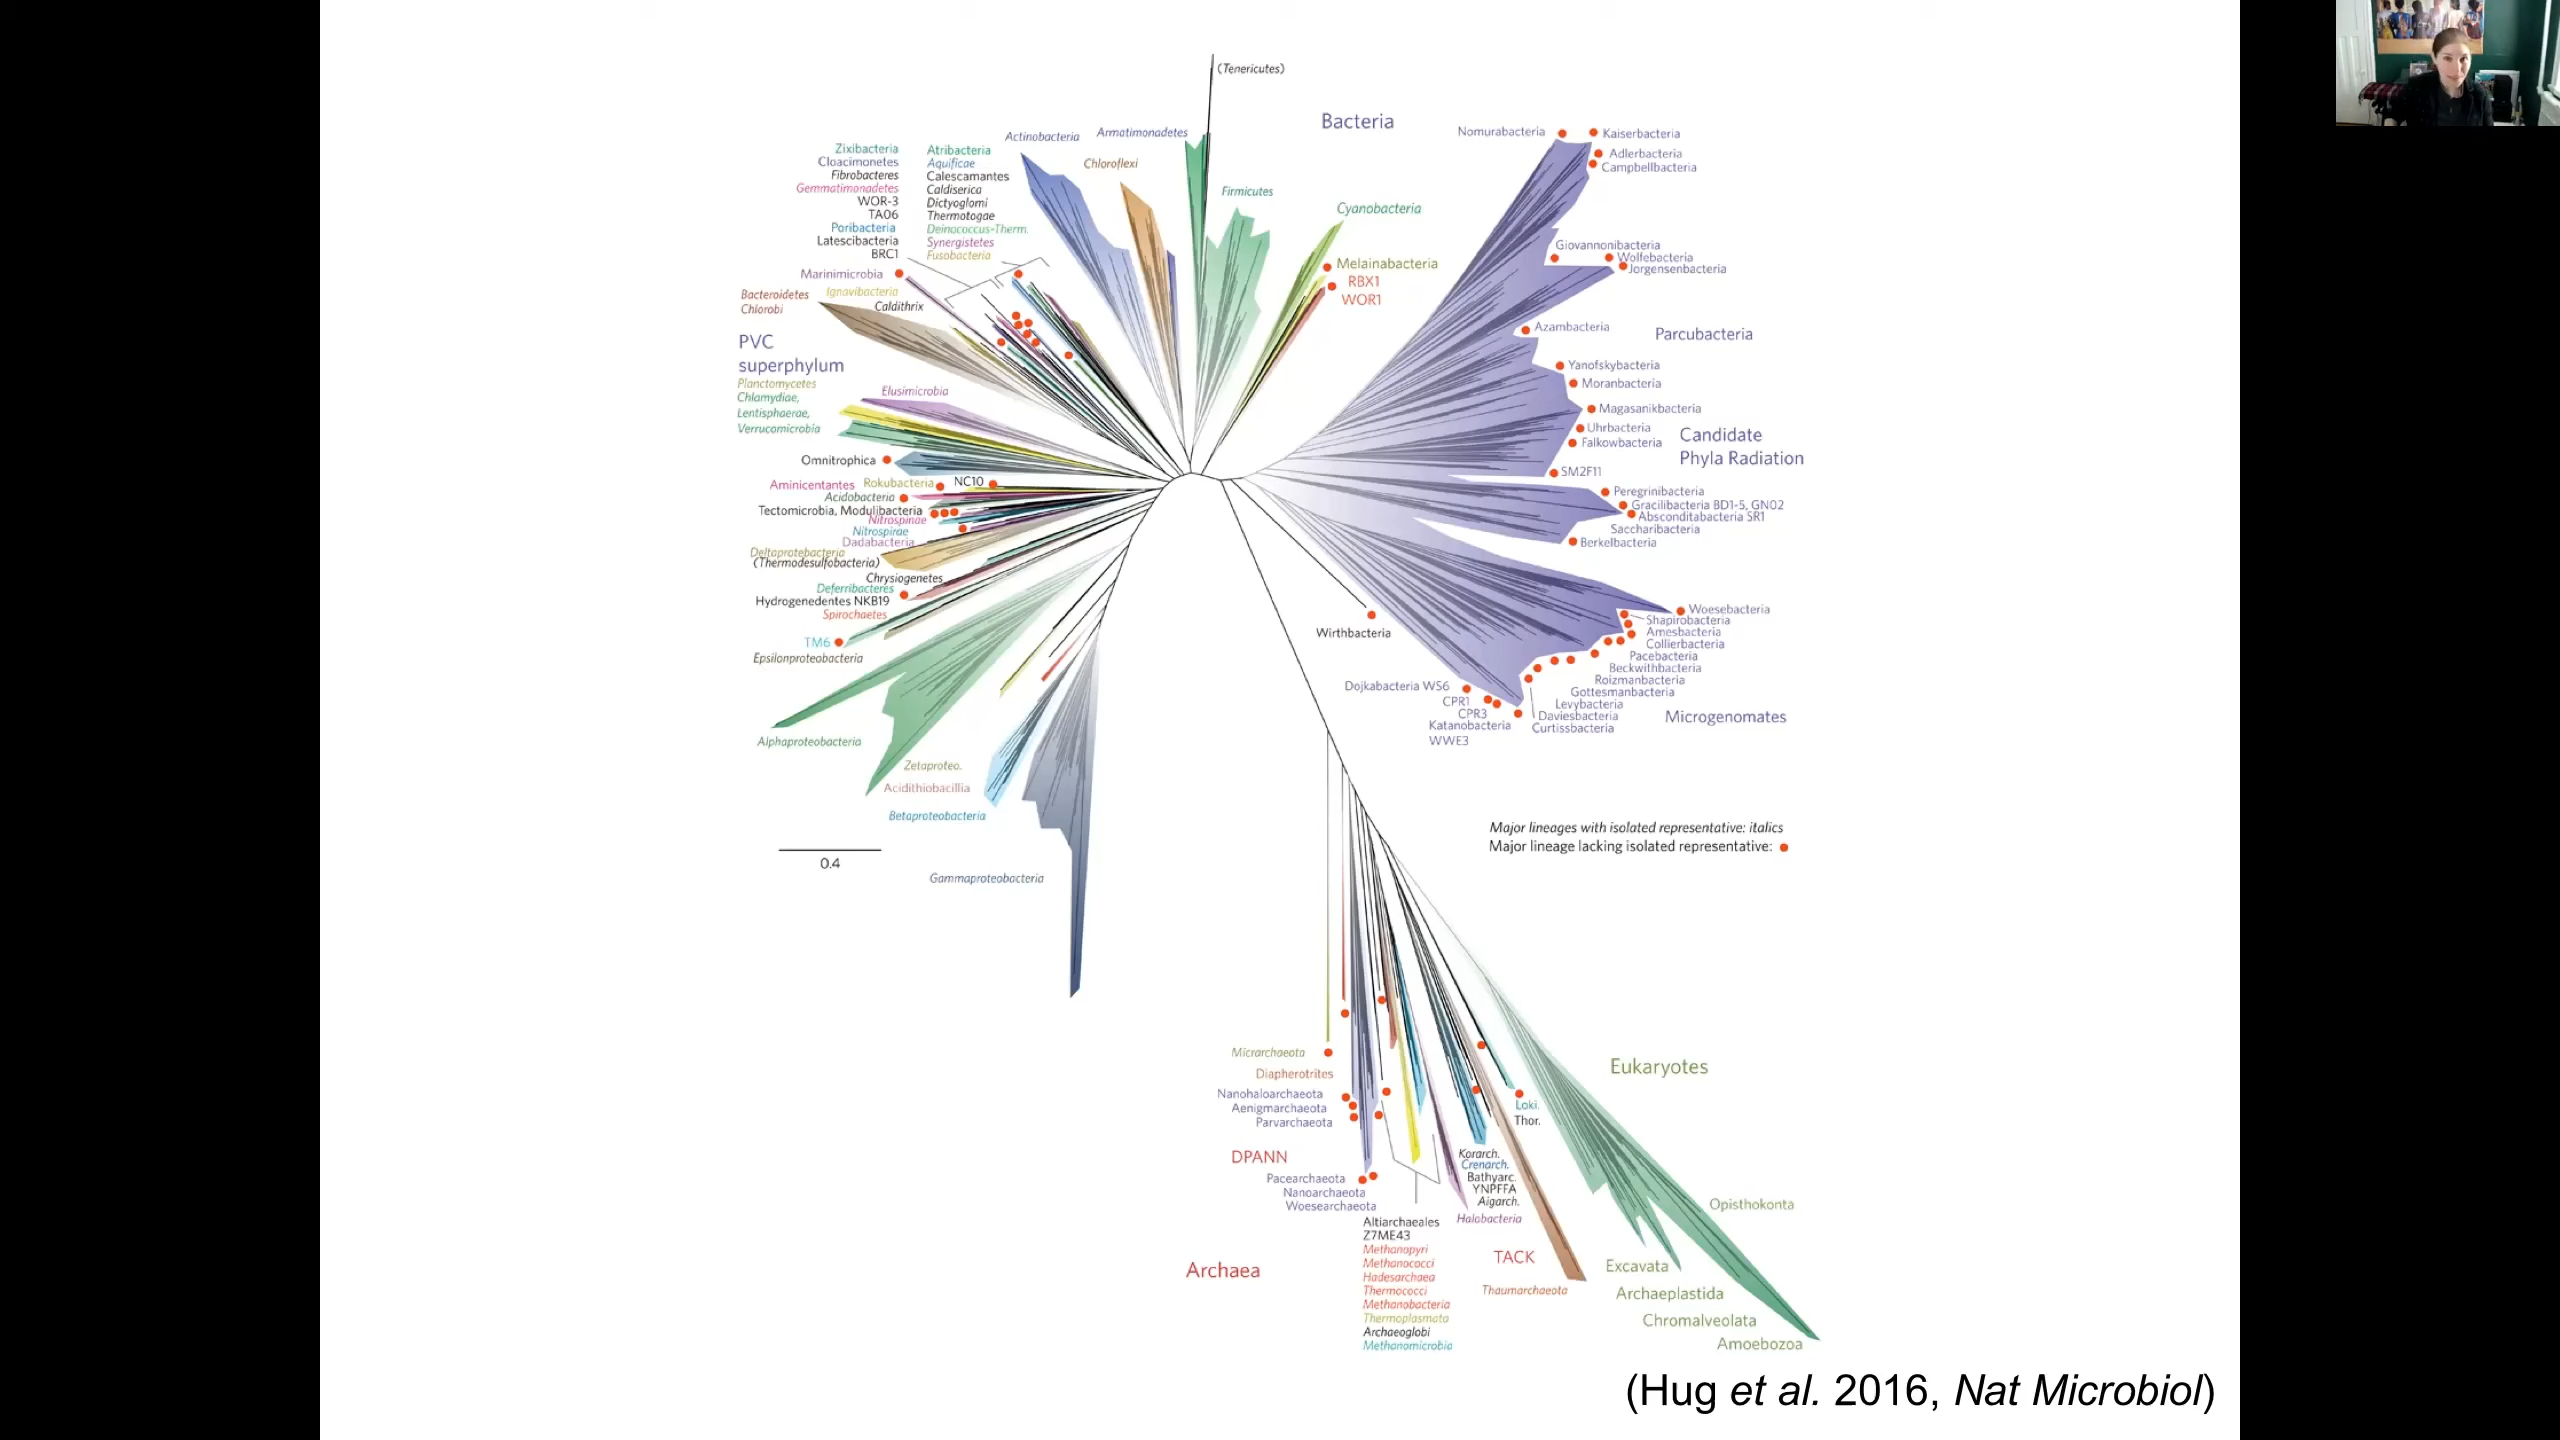 (Tenericutes)
Bacteria
Actinobacteria
Armatimonadetes
Chloroflexi
Firmicutes
Cyanobacteria
Melainabacteria
RBX1
WOR1
Zixibacteria
Cloacimonetes
Fibrobacteres
Gemmatimonadetes
WOR-3
TA06
Poribacteria
Latescibacteria
BRC1
Atribacteria
Aquificae
Calescamantes
Caldiserica
Dictyoglomi
Thermotogae
Deinococcus-Therm.
Synergistetes
Fusobacteria
Marinimicrobia
Bacteroidetes
Chlorobi
Ignavibacteria
Caldithrix
PVC
superphylum
Planctomycetes
Chlamydiae,
Lentisphaerae,
Verrucomicrobia
Elusimicrobia
Omnitrophica
Aminicentantes
Rokubacteria
NC10
Acidobacteria
Tectomicrobia, Modulibacteria
Nitrospinae
Nitrospirae
Dadabacteria
Deltaprotebacteria
(Thermodesulfobacteria)
Chrysiogenetes
Deferribacteres
Hydrogenedentes NKB19
Spirochaetes
TM6
Epsilonproteobacteria
Alphaproteobacteria
Zetaproteo.
Acidithiobacillia
Betaproteobacteria
0.4
Gammaproteobacteria
Nomurabacteria
Kaiserbacteria
Adlerbacteria
Campbellbacteria
Giovannonibacteria
Wolfebacteria
Jorgensenbacteria
Azambacteria
Parcubacteria
Yanofskybacteria
Moranbacteria
Magasanikbacteria
Uhrbacteria
Falkowbacteria
Candidate
Phyla Radiation
SM2F11
Peregrinibacteria
Gracilibacteria BD1-5, GN02
Absconditabacteria SR1
Saccharibacteria
Berkelbacteria
Woesebacteria
Shapirobacteria
Amesbacteria
Collierbacteria
Pacebacteria
Beckwithbacteria
Roizmanbacteria
Gottesmanbacteria
Levybacteria
Daviesbacteria
Curtissbacteria
Microgenomates
Wirthbacteria
Dojkabacteria WS6
CPR1
CPR3
Katanobacteria
WWE3
Major lineages with isolated representative: italics
Major lineage lacking isolated representative:
Micrarchaeota
Diapherotrites
Nanohaloarchaeota
Aenigmarchaeota
Parvarchaeota
DPANN
Pacearchaeota
Nanoarchaeota
Woesearchaeota
Archaea
Altiarchaeales
Z7ME43
Methanopyri
Methanococci
Hadesarchaea
Thermococci
Methanobacteria
Thermoplasmata
Archaeoglobi
Methanomicrobia
Korarch.
Crenarch.
Bathyarc.
YNPFFA
Aigarch.
Halobacteria
Loki.
Thor.
TACK
Thaumarchaeota
Eukaryotes
Opisthokonta
Excavata
Archaeplastida
Chromalveolata
Amoebozoa
(Hug et al. 2016, Nat Microbiol)